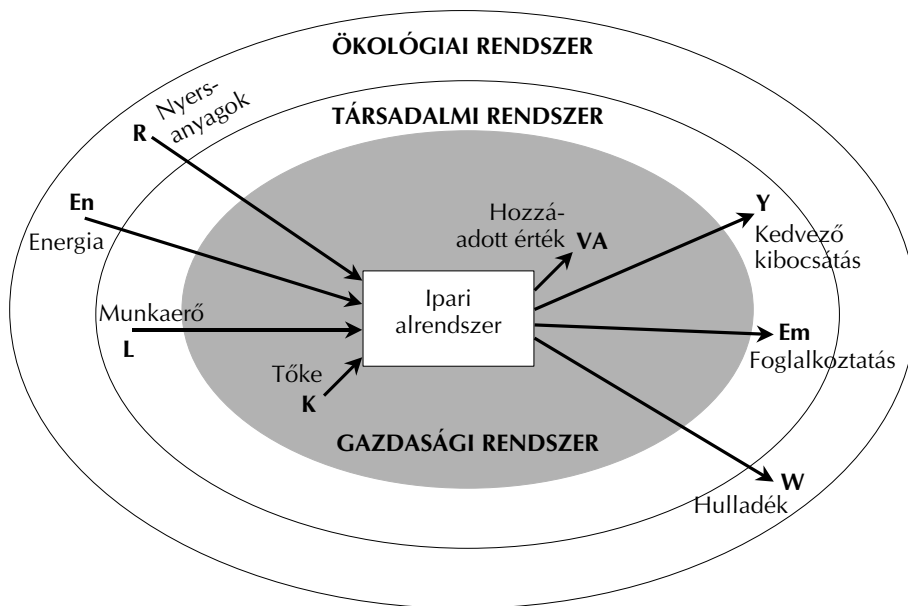 ÖKOLÓGIAI RENDSZER
TÁRSADALMI RENDSZER
R
Nyers-
anyagok
En
Energia
Munkaerő
L
Tőke
K
Ipari
alrendszer
Hozzá-
adott érték
VA
Y
Kedvező
kibocsátás
Em
Foglalkoztatás
W
Hulladék
GAZDASÁGI RENDSZER